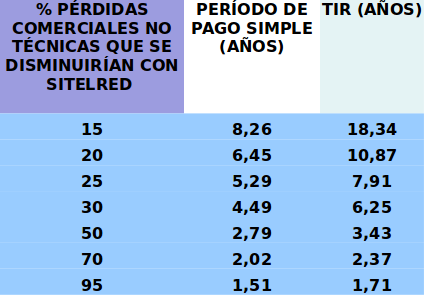 % PÉRDIDAS COMERCIALES NO TÉCNICAS QUE SE DISMINUIRÍAN CON SITELRED | PERÍODO DE PAGO SIMPLE (AÑOS) | TIR (AÑOS)
15 8,26 18,34
20 6,45 10,87
25 5,29 7,91
30 4,49 6,25
50 2,79 3,43
70 2,02 2,37
95 1,51 1,71